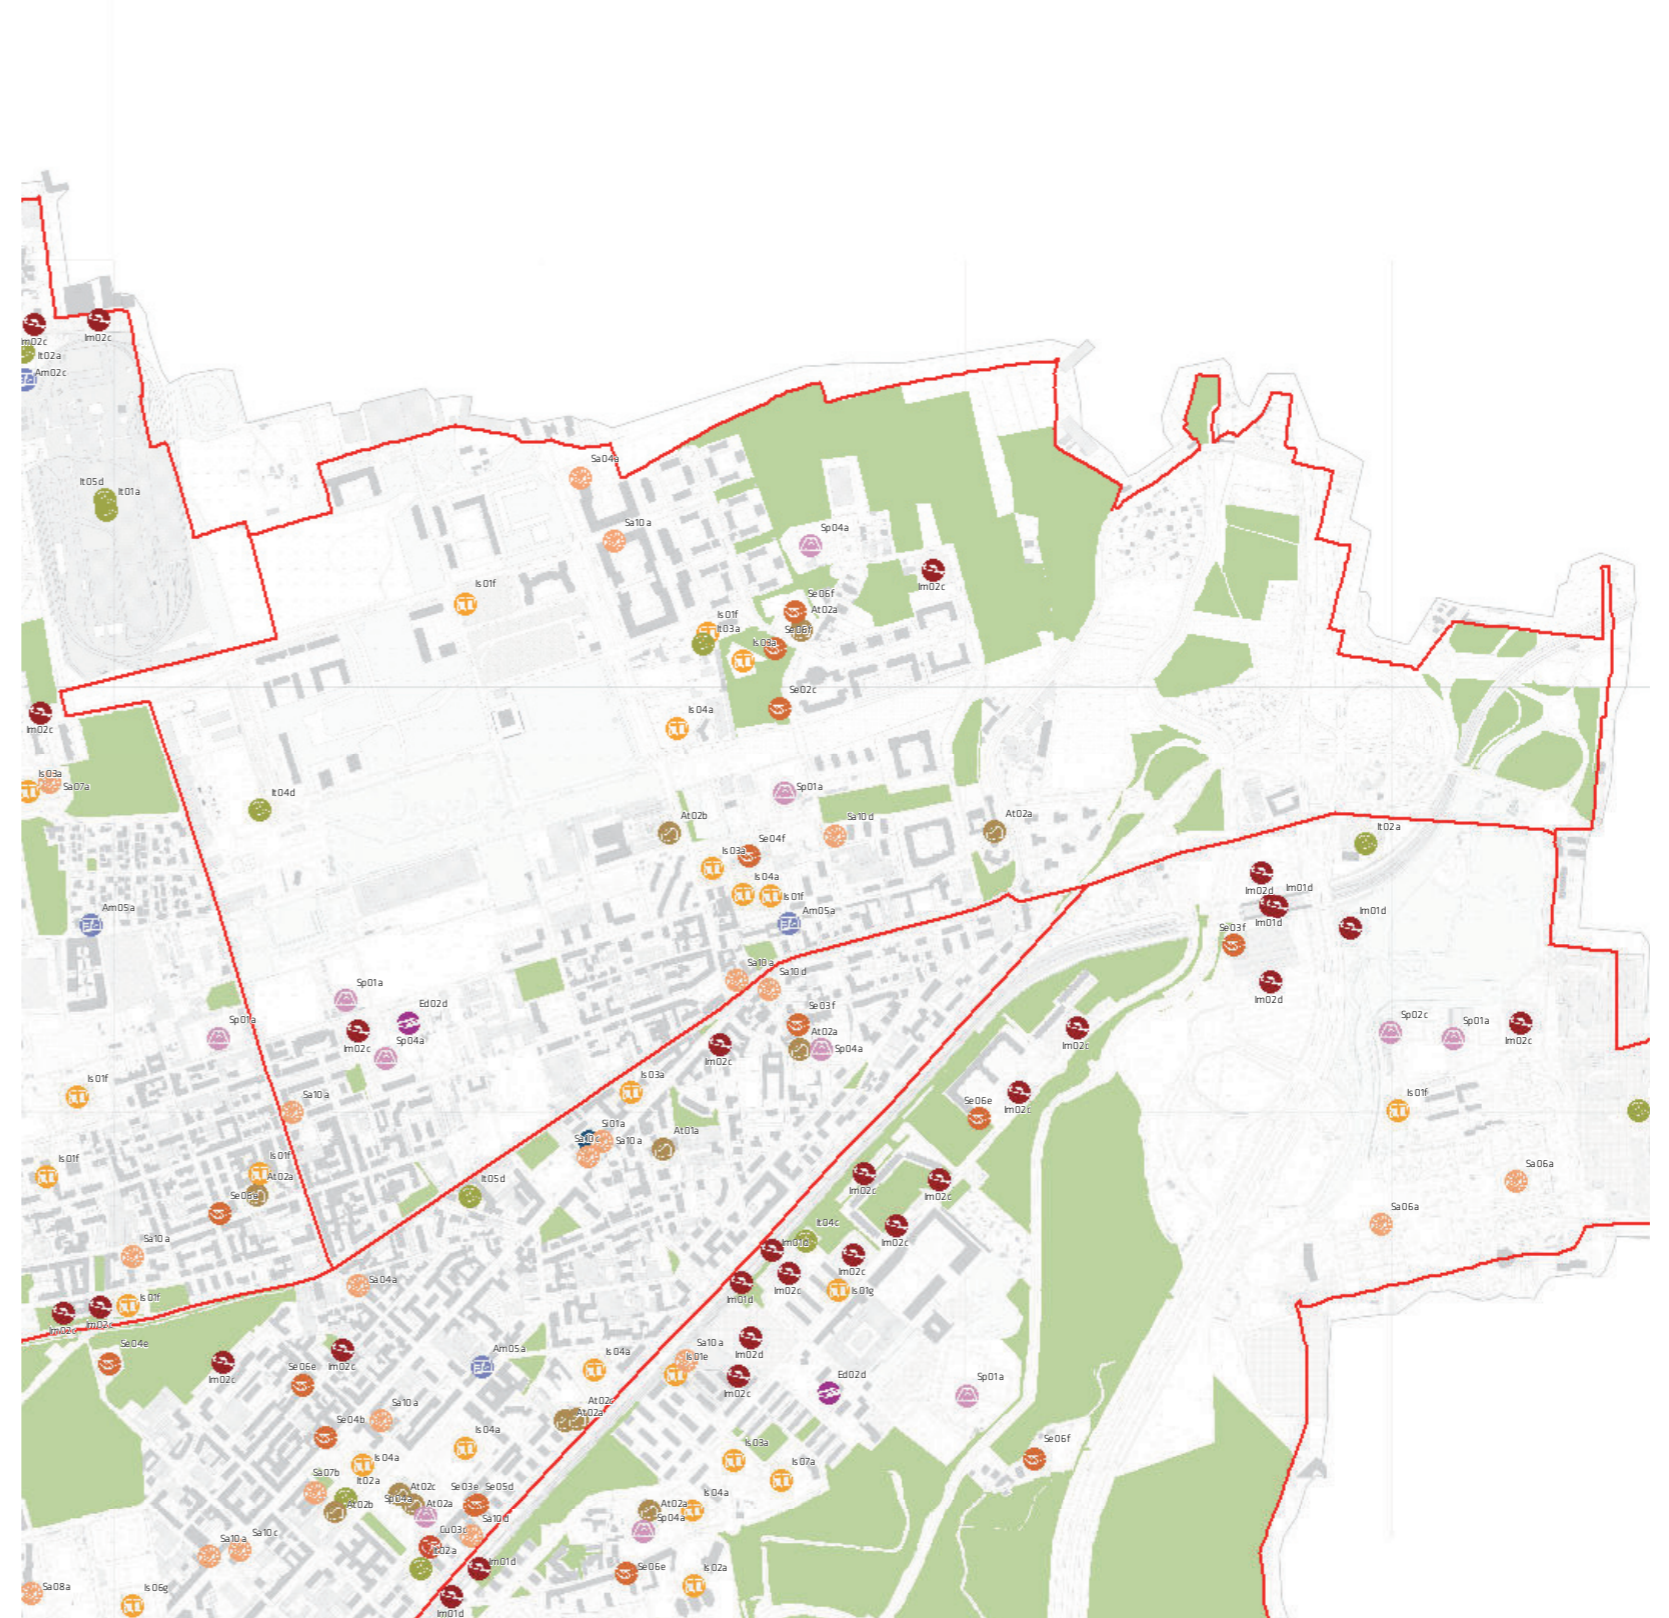 Im02c
It02a
Am02c
It05d
It01a
Sa04a
Sa10a
Sp04a
Is01f
Im02c
Se06f
At02a
Is01f
It03a
Se06f
Is03a
Se02c
Im02c
Is04a
Is03a
Sa07a
It04d
Sp01a
At02b
Sa10d
At02a
Se04f
Is03a
It02a
Is04a
Is01f
Im02d
Im01d
Am05a
Am05a
Im01d
Im01d
Se03f
Sa10a
Sa10d
Im02d
Sp01a
Ed02d
Se03f
Sp01a
Im02c
Sp04a
At02a
Im02c
Sp04a
Im02c
Sp02c
Sp01a
Im02c
Is01f
Is03a
Se06e
Im02c
Is01f
Sa10a
Si01a
Sa10a
At01a
Is01f
Is01f
At02a
It05d
Im02c
Im02c
Sa06a
Sa06a
It04c
Im02c
Sa10a
Im02c
Sa04a
Im01d
Im02c
Is01g
Is01f
Im02c
Im02c
Se04e
Im02c
Im02c
Se06e
Am05a
Is04a
Sa10a
Is01e
Im02d
Im02c
Ed02d
Sp01a
Sa10a
At02c
At02a
Se04b
Is04a
Is04a
Is03a
Is07a
Se06f
Sa07b
It02a
At02c
Sp04a
At02a
At02b
Se03e
Se05d
Is04a
At02a
Sp04a
Sa10d
Cu03c
Sa10a
Sa10c
Im01d
Se06e
Is02a
Sa08a
Is06g
Im01d